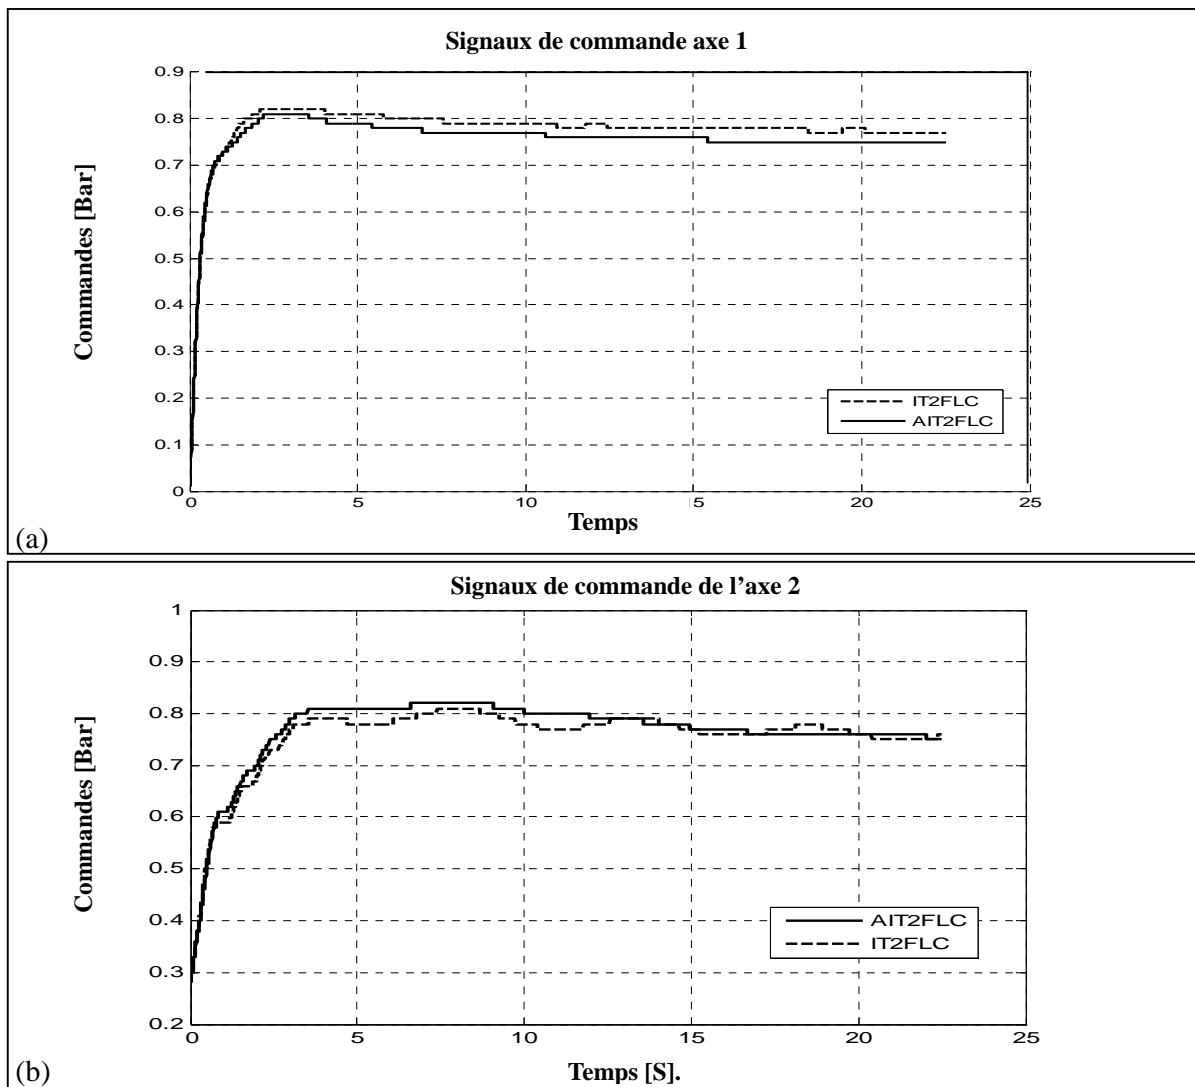 Signaux de commande axe 1
Commandes [Bar]
0.9
0.8
0.7
0.6
0.5
0.4
0.3
0.2
0.1
0
0 5 10 15 20 25
IT2FLC
AIT2FLC
Temps
(a)
Signaux de commande de l’axe 2
Commandes [Bar]
1
0.9
0.8
0.7
0.6
0.5
0.4
0.3
0.2
0 5 10 15 20 25
AIT2FLC
IT2FLC
Temps [S].
(b)